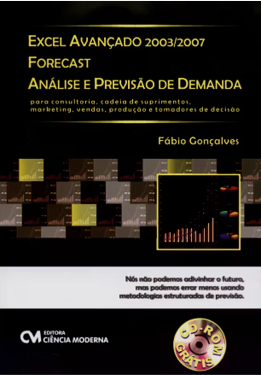 EXCEL AVANÇADO 2003/2007
FORECAST
ANÁLISE E PREVISÃO DE DEMANDA
para consultoria, cadeia de suprimentos,
marketing, vendas, produção e tomadores de decisão
Fábio Gonçalves
Nós não podemos adivinhar o futuro,
mas podemos errar menos usando
metodologias estruturadas de previsão.
CM
EDITORA
CIÊNCIA MODERNA
CD-ROM
GRÁTIS